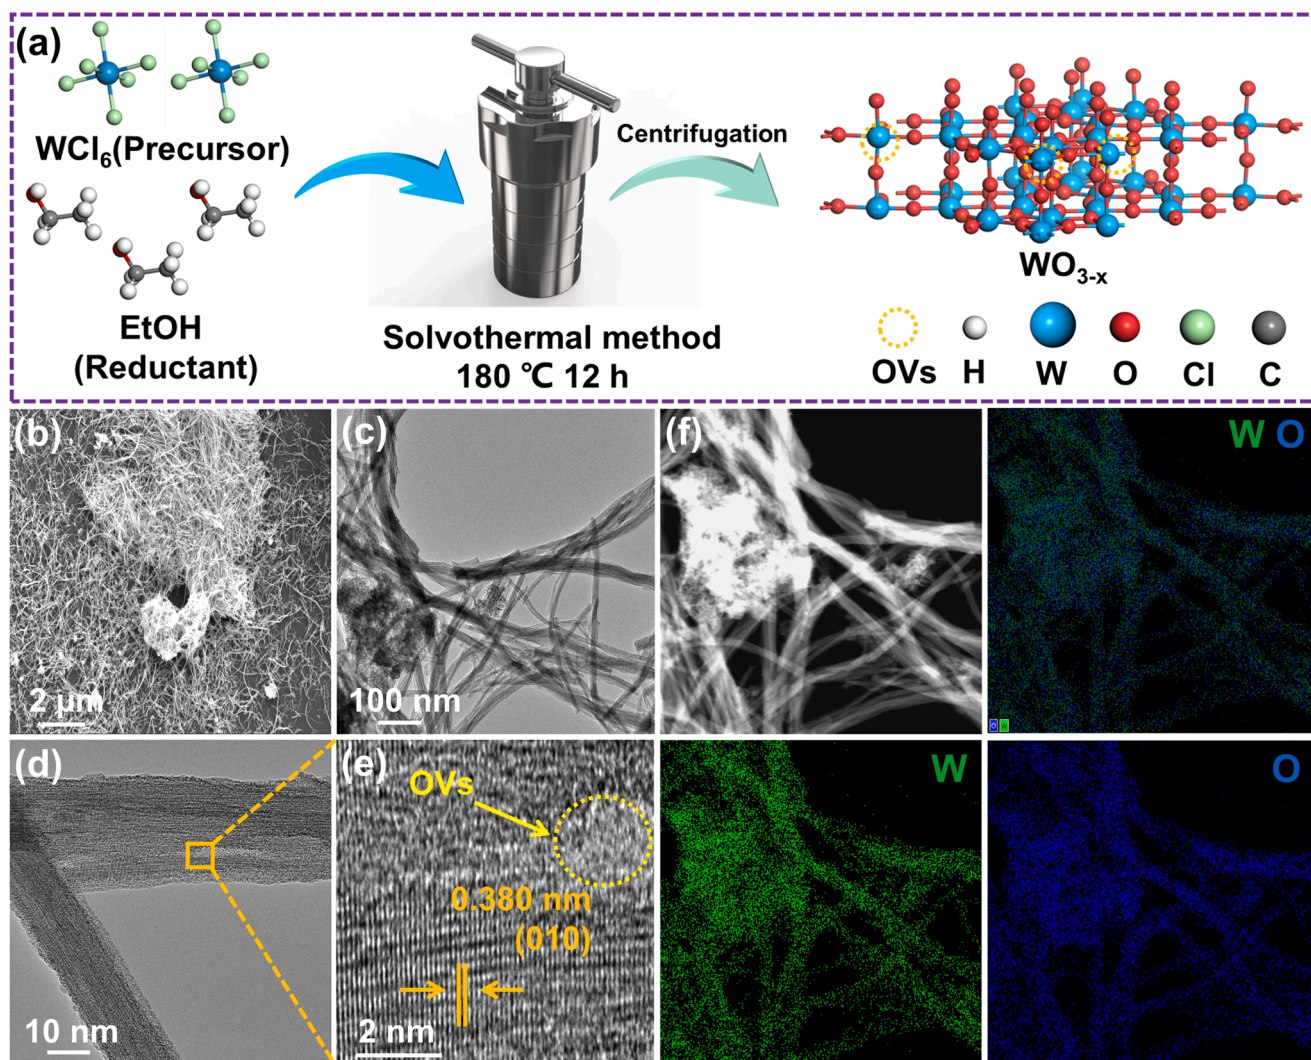 (a)
WCl6(Precursor)
EtOH
(Reductant)
Solvothermal method
180 ℃ 12 h
Centrifugation
WO3-x
OVs H W O Cl C
(b)
2 μm
(c)
100 nm
(f)
W O
(d)
10 nm
(e)
OVs
0.380 nm
(010)
2 nm
W
O